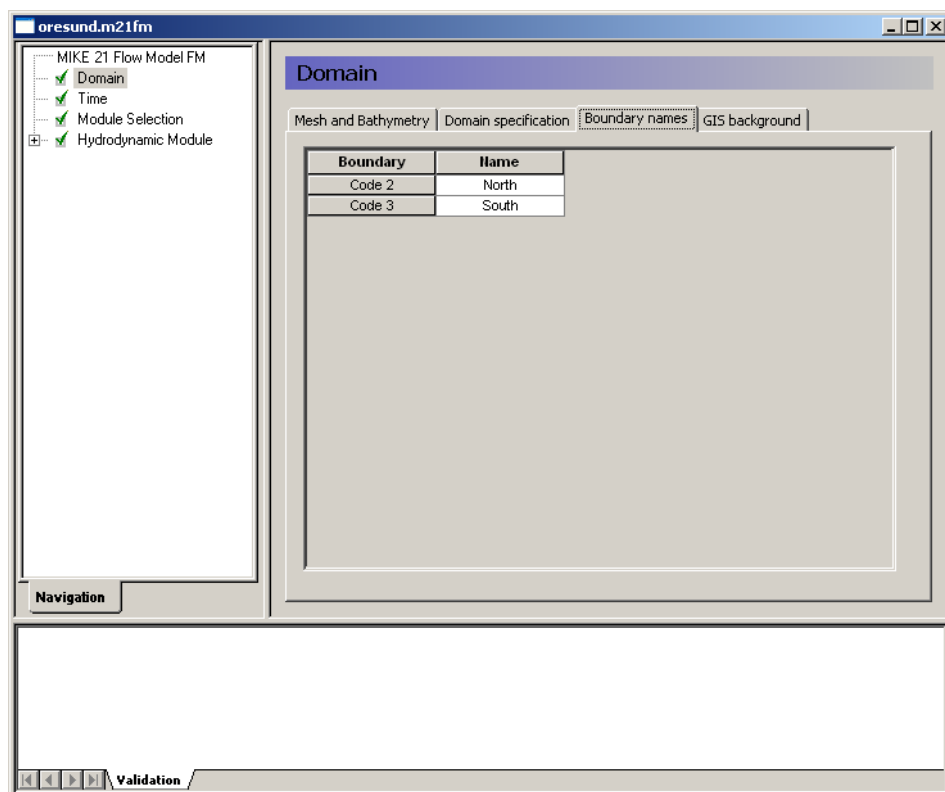 oresund.m21fm
MIKE 21 Flow Model FM
Domain
Time
Module Selection
Hydrodynamic Module
Navigation
Domain
Mesh and Bathymetry
Domain specification
Boundary names
GIS background
Boundary Name
Code 2 North
Code 3 South
Validation